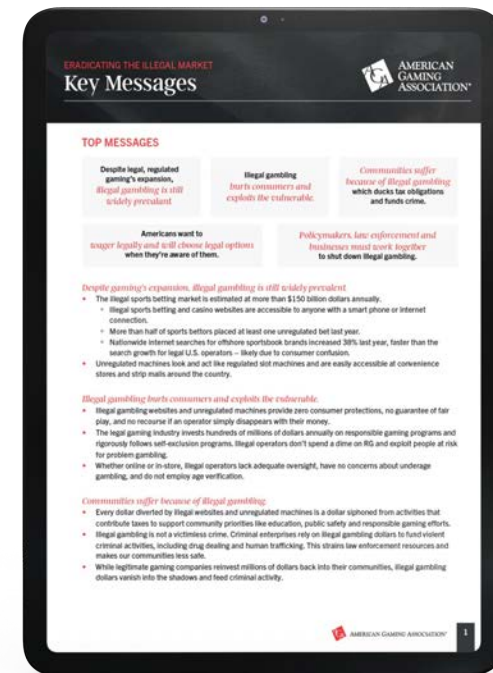 ERADICATING THE ILLEGAL MARKET
Key Messages
AGA
AMERICAN
GAMING
ASSOCIATION
TOP MESSAGES
Despite legal, regulated
gaming's expansion,
illegal gambling is still
widely prevalant
Illegal gambling
hurts consumers and
exploits the vulnerable.
Communities suffer
because of illegal gambling
which ducks tax obligations
and funds crime.
Americans want to
wager legally and will choose legal options
when they're aware of them.
Policymakers, law enforcement and
businesses must work together
to shut down illegal gambling.
Despite gaming's expansion, illegal gambling is still widely prevalent
• The illegal sports betting market is estimated at more than $150 billion dollars annually.
• Illegal sports betting and casino websites are accessible to anyone with a smart phone or internet
connection.
• More than half of sports bettors placed at least one unregulated bet last year.
• Nationwide internet searches for offshore sportsbook brands increased 38% last year, faster than the
search growth for legal U.S. operators – likely due to consumer confusion.
• Unregulated machines look and act like regulated slot machines and are easily accessible at convenience
stores and strip malls around the country.
Illegal gambling hurts consumers and exploits the vulnerable.
• Illegal gambling websites and unregulated machines provide zero consumer protections, no guarantee of fair
play, and no recourse if an operator simply disappears with their money.
• The legal gaming industry invests hundreds of millions of dollars annually on responsible gaming programs and
rigorously follows self-exclusion programs. Illegal operators don't spend a dime on RG and exploit people at risk
for problem gambling.
• Whether online or in-store, illegal operators lack adequate oversight, have no concerns about underage
gambling, and do not employ age verification.
Communities suffer because of illegal gambling.
• Every dollar diverted by illegal websites and unregulated machines is a dollar siphoned from activities that
contribute taxes to support community priorities like education, public safety and responsible gaming efforts.
• Illegal gambling is not a victimless crime. Criminal enterprises rely on illegal gambling dollars to fund violent
criminal activities, including drug dealing and human trafficking. This strains law enforcement resources and
makes our communities less safe.
• While legitimate gaming companies reinvest millions of dollars back into their communities, illegal gambling
dollars vanish into the shadows and feed criminal activity.
AMERICAN GAMING ASSOCIATION
1